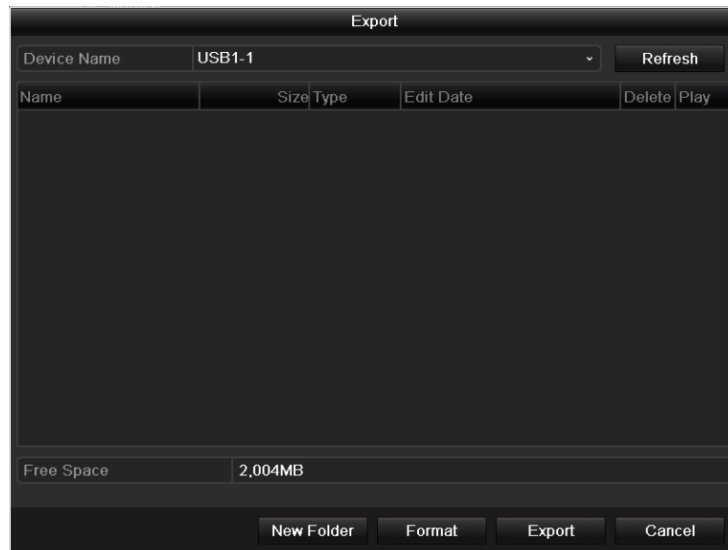 Export
Device Name USB1-1 Refresh
Name Size Type Edit Date Delete Play
Free Space 2,004MB
New Folder Format Export Cancel